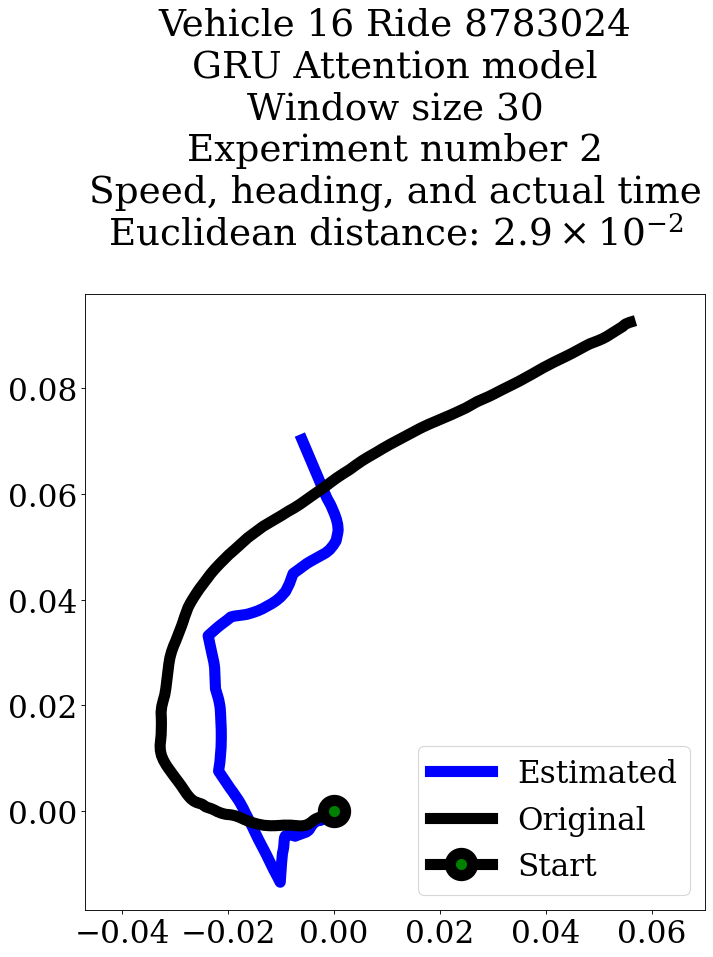 Vehicle 16 Ride 8783024
GRU Attention model
Window size 30
Experiment number 2
Speed, heading, and actual time
Euclidean distance: 2.9 × 10⁻²
0.08
0.06
0.04
0.02
0.00
Estimated
Original
Start
−0.04 −0.02 0.00 0.02 0.04 0.06